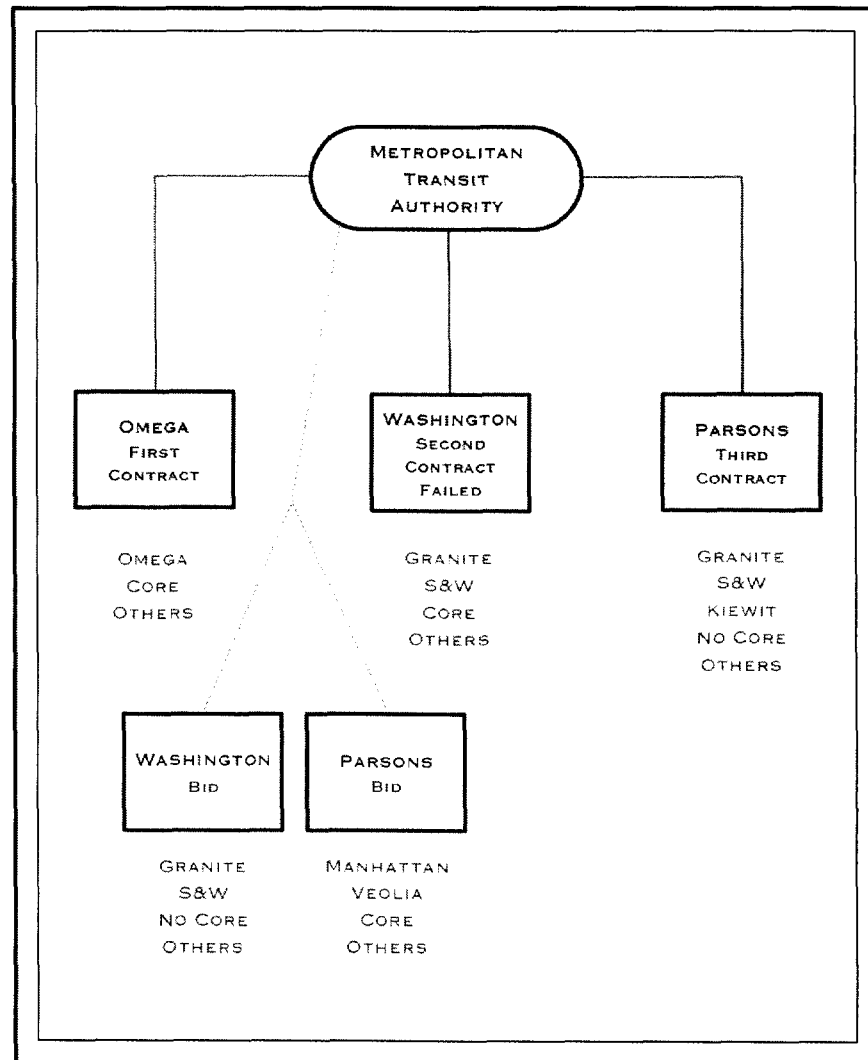 METROPOLITAN
TRANSIT
AUTHORITY
OMEGA
FIRST
CONTRACT
OMEGA
CORE
OTHERS
WASHINGTON
SECOND
CONTRACT
FAILED
GRANITE
S&W
CORE
OTHERS
PARSONS
THIRD
CONTRACT
GRANITE
S&W
KIEWIT
NO CORE
OTHERS
WASHINGTON
BID
GRANITE
S&W
NO CORE
OTHERS
PARSONS
BID
MANHATTAN
VEOLIA
CORE
OTHERS